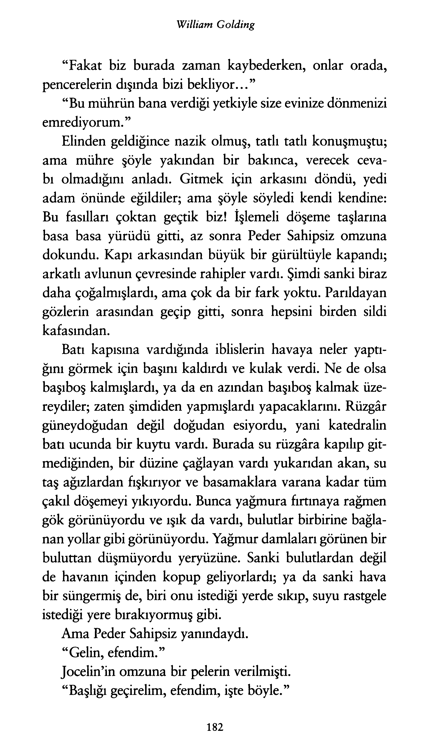 William Golding
“Fakat biz burada zaman kaybederken, onlar orada,
pencerelerin dışında bizi bekliyor...”
“Bu mührün bana verdiği yetkiyle size evinize dönmenizi
emrediyorum.”
Elinden geldiğince nazik olmuş, tatlı tatlı konuşmuştu;
ama mühre şöyle yakından bir bakınca, verecek ceva-
bı olmadığını anladı. Gitmek için arkasını döndü, yedi
adam önünde eğildiler; ama şöyle söyledi kendi kendine:
Bu fasılları çoktan geçtik biz! İşlemeli döşeme taşlarına
basa basa yürüdü gitti, az sonra Peder Sahipsiz omzuna
dokundu. Kapı arkasından büyük bir gürültüyle kapandı;
arkatlı avlunun çevresinde rahipler vardı. Şimdi sanki biraz
daha çoğalmışlardı, ama çok da bir fark yoktu. Parıldayan
gözlerin arasından geçip gitti, sonra hepsini birden sildi
kafasından.
Batı kapısına vardığında iblislerin havaya neler yaptı-
ğını görmek için başını kaldırdı ve kulak verdi. Ne de olsa
başıboş kalmışlardı, ya da en azından başıboş kalmak üze-
reydiler; zaten şimdiden yapmışlardı yapacaklarını. Rüzgâr
güneydoğudan değil doğudan esiyordu, yani katedralin
batı ucunda bir kuytu vardı. Burada su rüzgâra kapılıp git-
mediğinden, bir düzine çağlayan vardı yukarıdan akan, su
taş ağızlardan fışkırıyor ve basamaklara varana kadar tüm
çakıl döşemeyi yıkıyordu. Bunca yağmura fırtınaya rağmen
gök görünüyordu ve ışık da vardı, bulutlar birbirine bağla-
nan yollar gibi görünüyordu. Yağmur damlaları görünen bir
buluttan düşmüyordu yeryüzüne. Sanki bulutlardan değil
de havanın içinden kopup geliyorlardı; ya da sanki hava
bir süngermiş de, biri onu istediği yerde sıkıp, suyu rastgele
istediği yere bırakıyormuş gibi.
Ama Peder Sahipsiz yanındaydı.
“Gelin, efendim.”
Jocelin’in omzuna bir pelerin verilmişti.
“Başlığı geçirelim, efendim, işte böyle.”
182